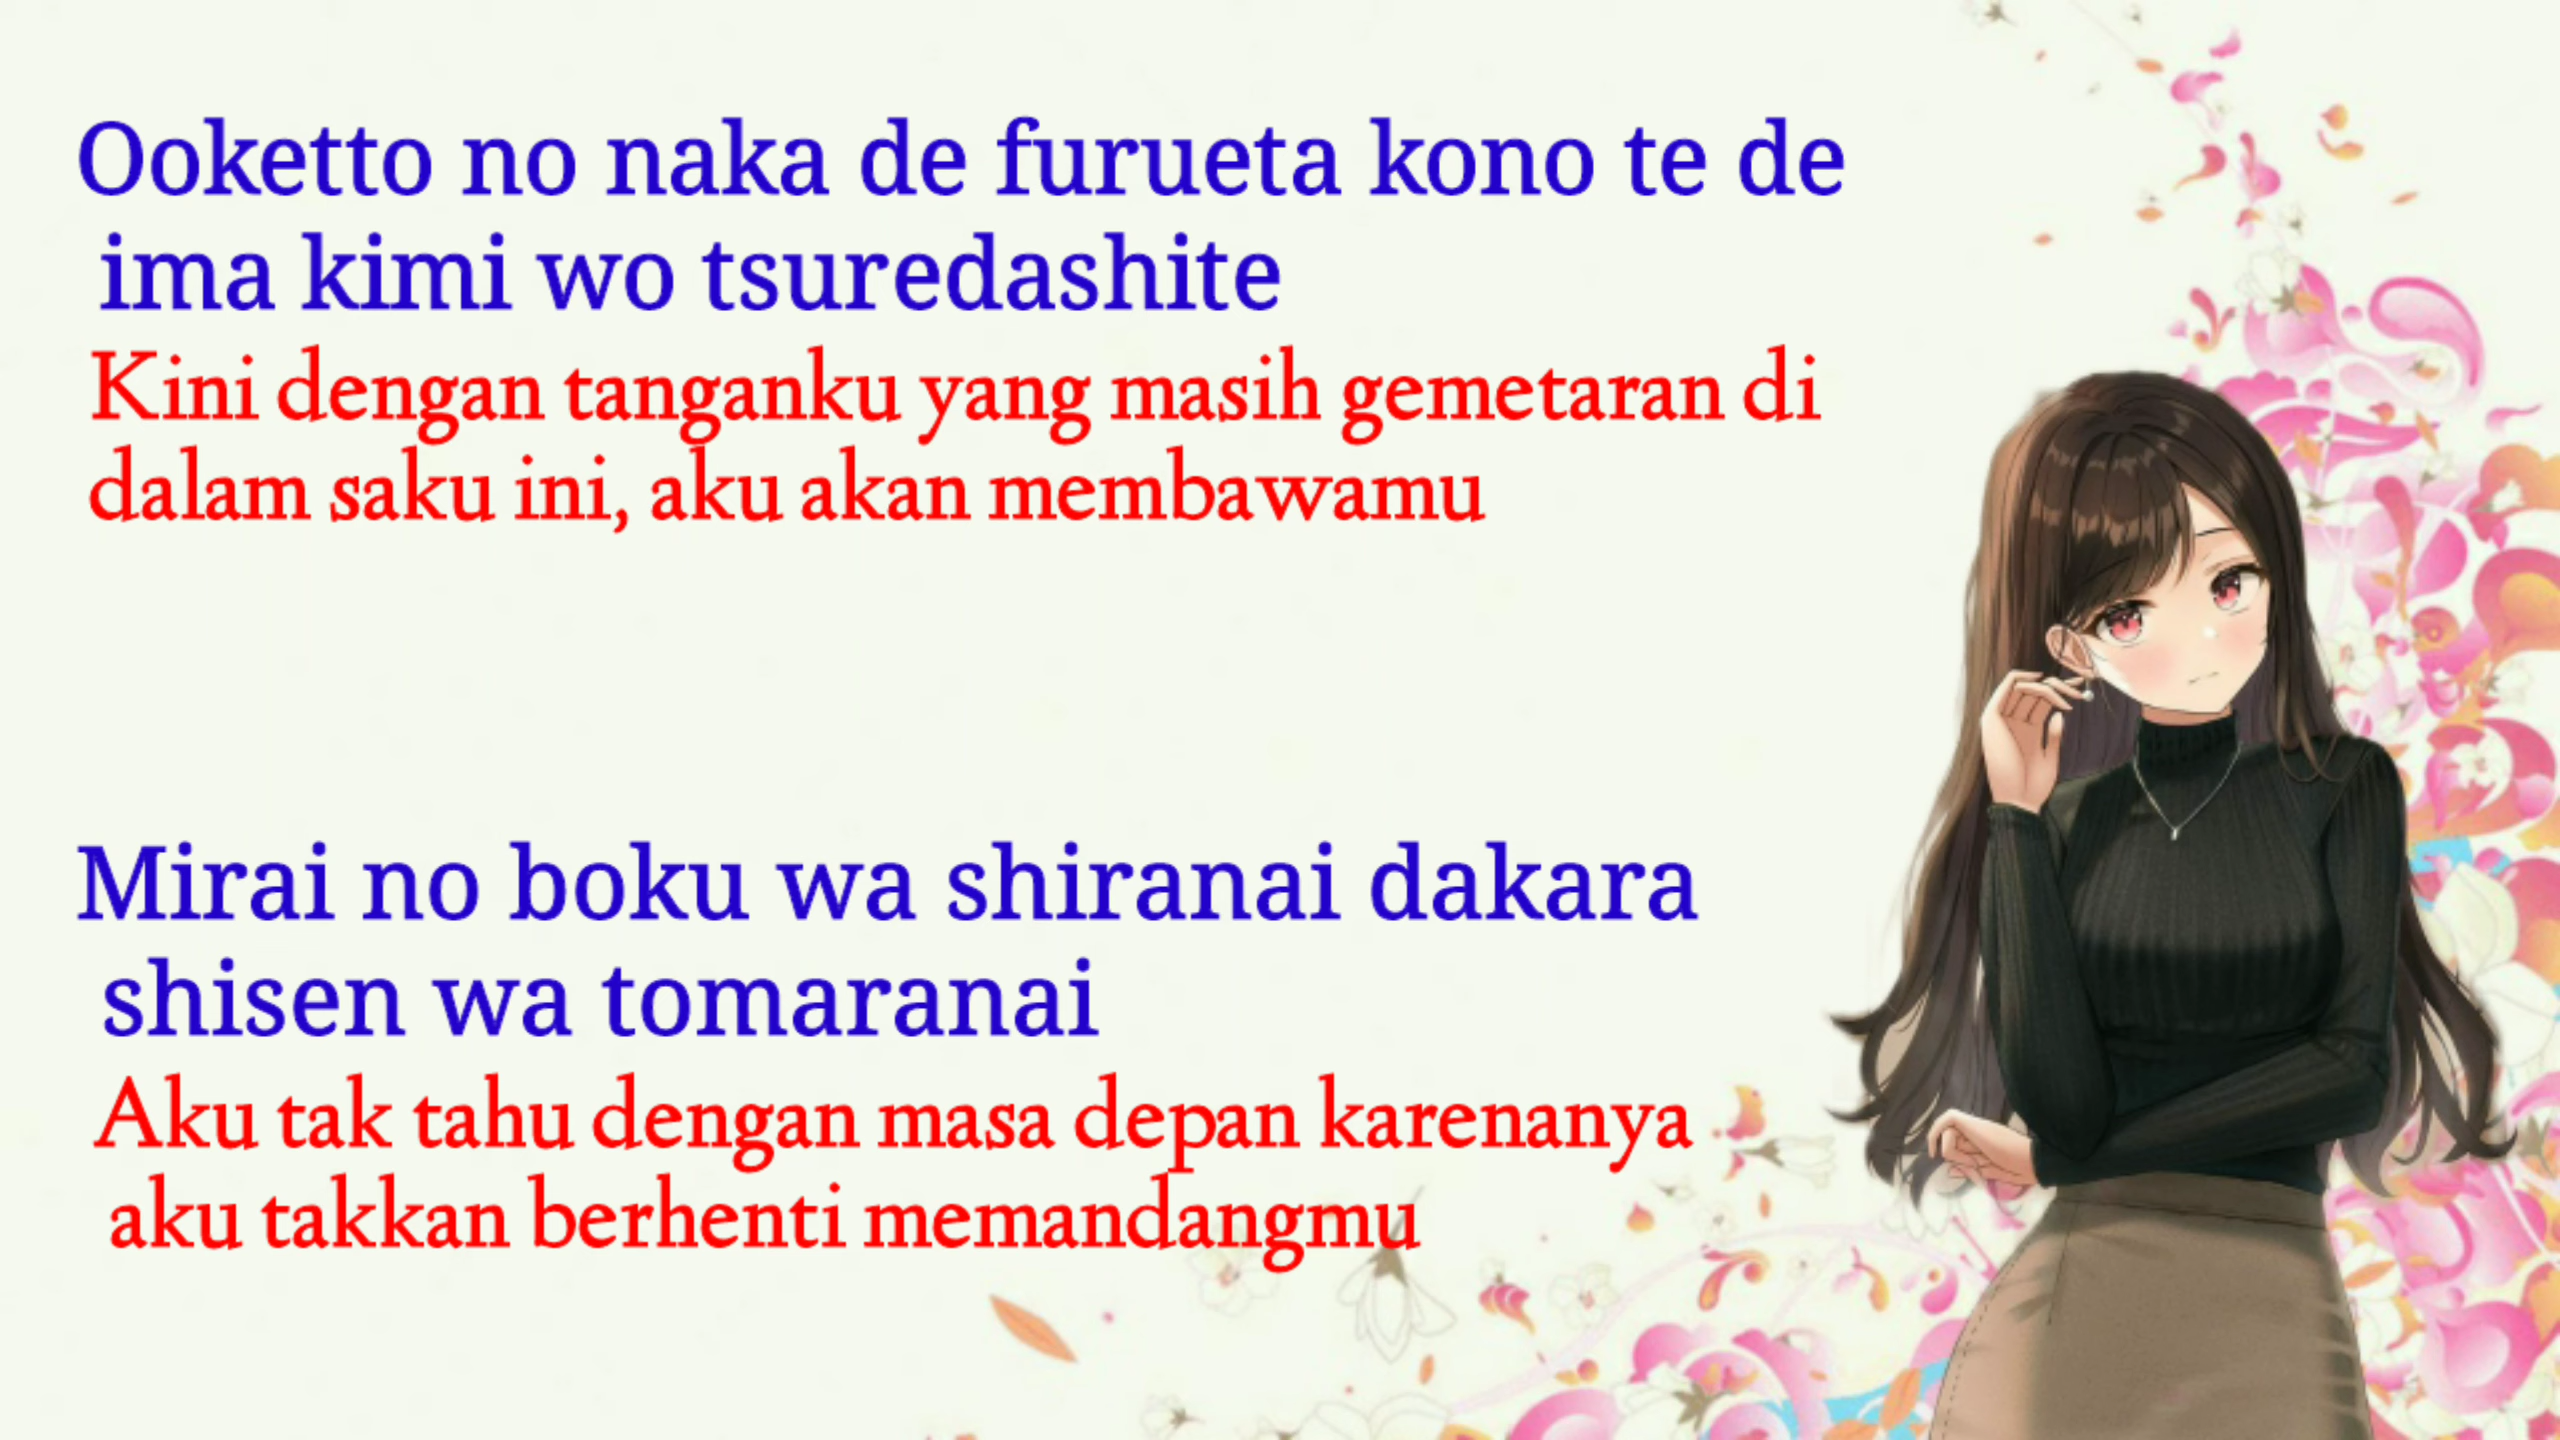 Ooketto no naka de furueta kono te de
ima kimi wo tsuredashite
Kini dengan tanganku yang masih gemetaran di
dalam saku ini, aku akan membawamu
Mirai no boku wa shiranai dakara
shisen wa tomaranai
Aku tak tahu dengan masa depan karenanya
aku takkan berhenti memandangmu